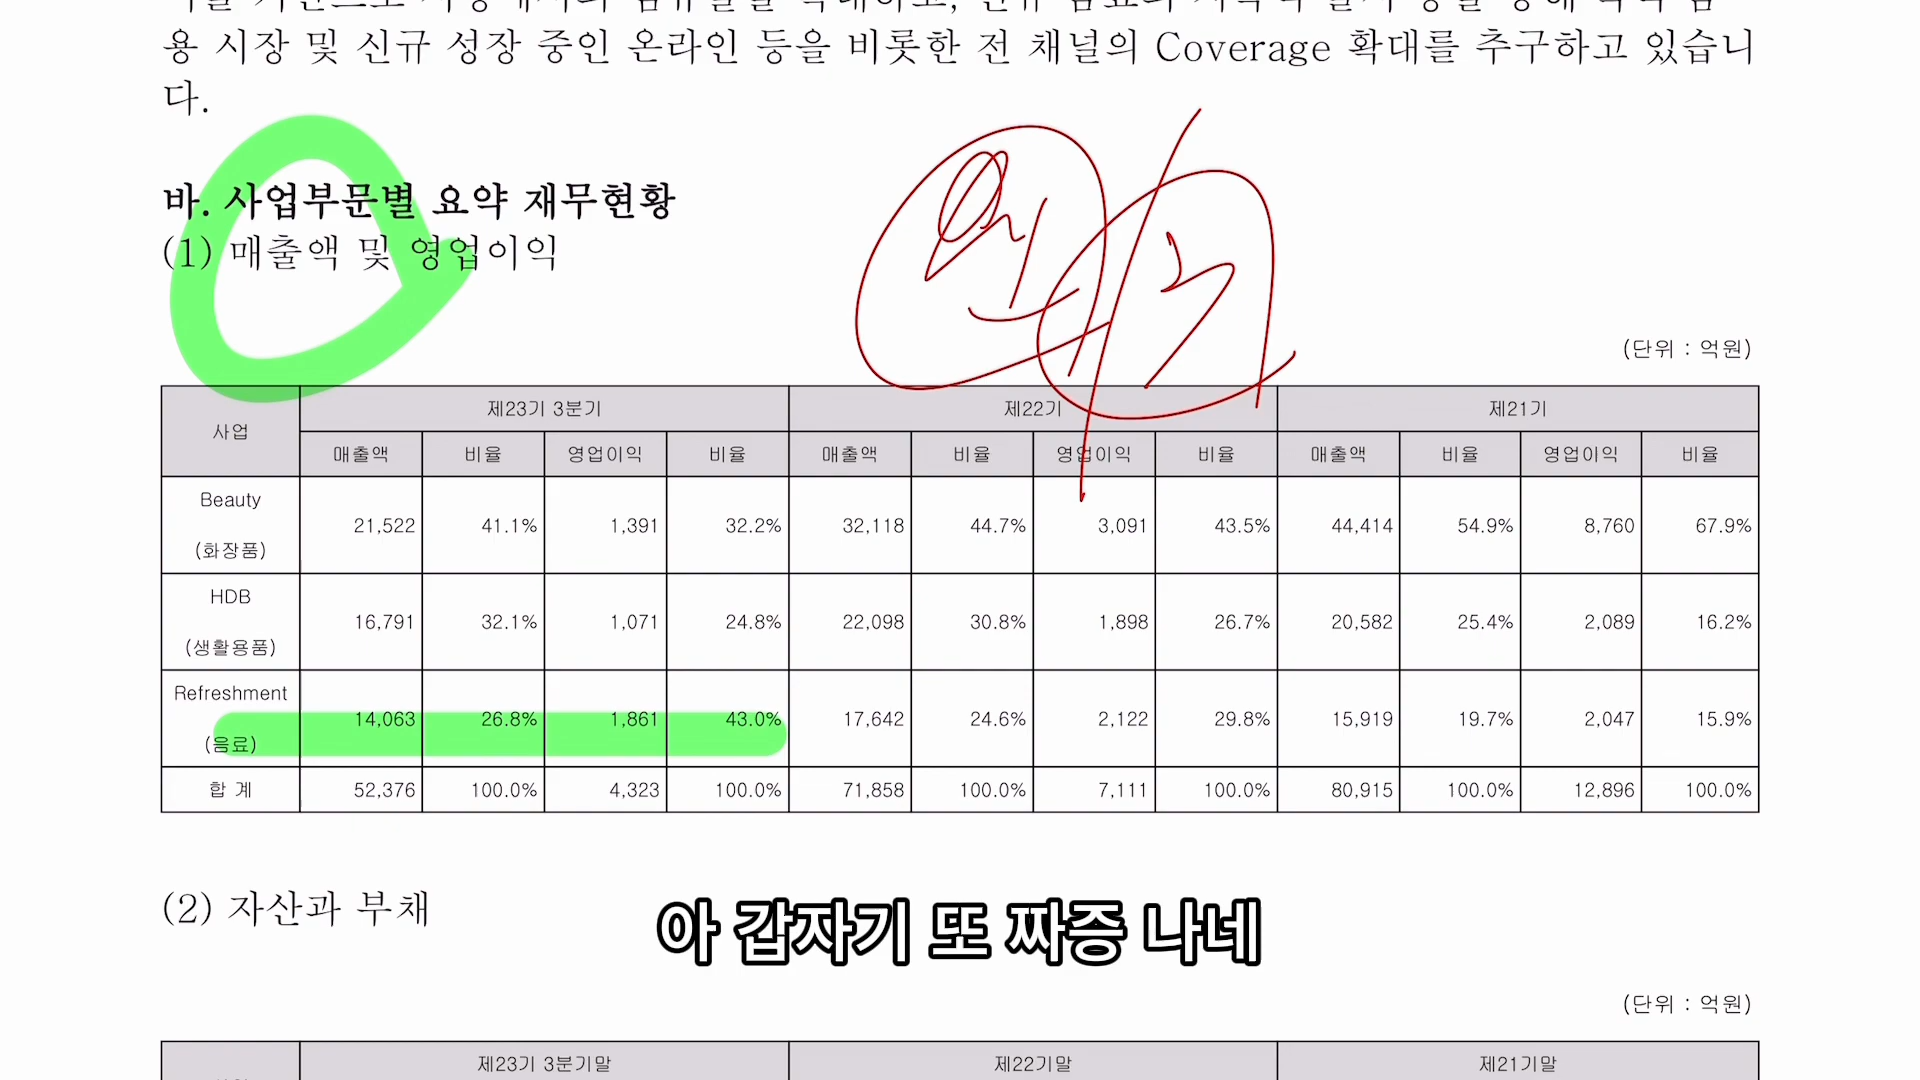 용 시장 및 신규 성장 중인 온라인 등을 비롯한 전 채널의 Coverage 확대를 추구하고 있습니
다.
바. 사업부문별 요약 재무현황
(1) 매출액 및 영업이익
(단위 : 억원)
사업 제23기 3분기 제22기 제21기
매출액 비율 영업이익 비율 매출액 비율 영업이익 비율 매출액 비율 영업이익 비율
Beauty
(화장품) 21,522 41.1% 1,391 32.2% 32,118 44.7% 3,091 43.5% 44,414 54.9% 8,760 67.9%
HDB
(생활용품) 16,791 32.1% 1,071 24.8% 22,098 30.8% 1,898 26.7% 20,582 25.4% 2,089 16.2%
Refreshment
(음료) 14,063 26.8% 1,861 43.0% 17,642 24.6% 2,122 29.8% 15,919 19.7% 2,047 15.9%
합 계 52,376 100.0% 4,323 100.0% 71,858 100.0% 7,111 100.0% 80,915 100.0% 12,896 100.0%
(2) 자산과 부채
아 갑자기 또 짜증 나네
(단위 : 억원)
제23기 3분기말 제22기말 제21기말